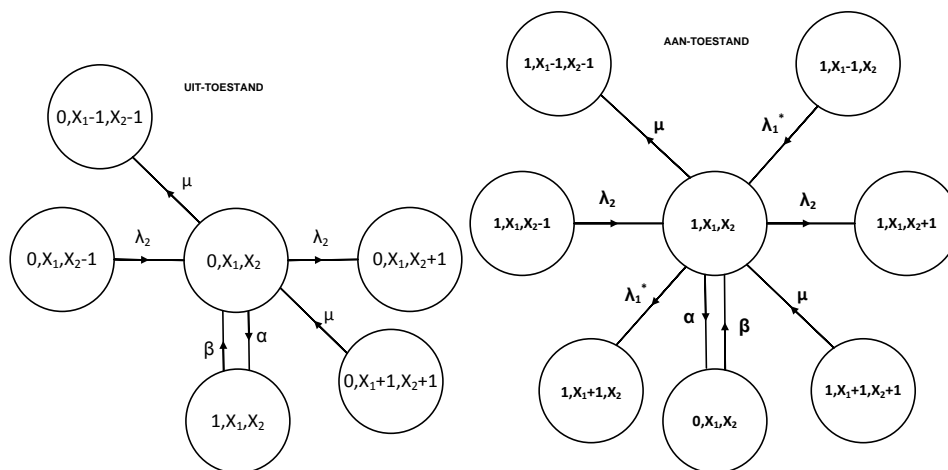 UIT-TOESTAND
0,X₁-1,X₂-1
μ
0,X₁,X₂-1
λ₂
0,X₁,X₂
λ₂
0,X₁,X₂+1
μ
β
α
0,X₁+1,X₂+1
1,X₁,X₂
AAN-TOESTAND
1,X₁-1,X₂-1
1,X₁-1,X₂
μ
λ₁*
1,X₁,X₂-1
λ₂
1,X₁,X₂
λ₂
1,X₁,X₂+1
λ₁*
α
β
μ
1,X₁+1,X₂
0,X₁,X₂
1,X₁+1,X₂+1